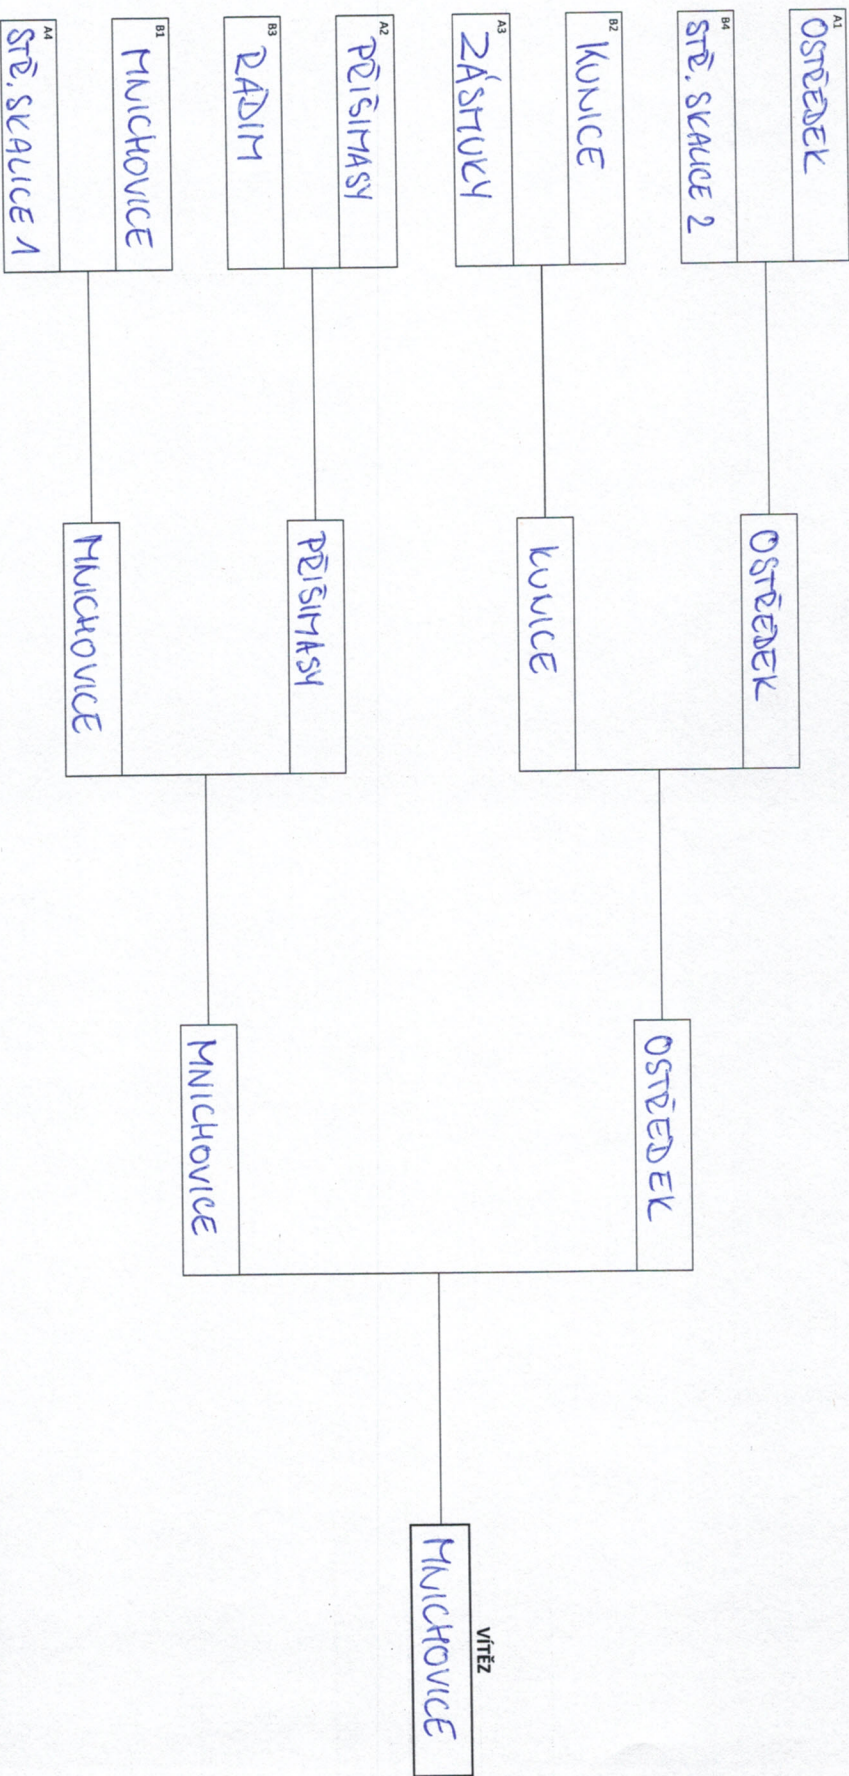 A1
OSTŘEDEK
B4
STŘ. SKALICE 2
B2
KUNICE
A3
ZÁSMUKY
A2
PŘIŠIMASY
B3
RADIM
B1
MNICHOVICE
A4
STŘ. SKALICE 1
OSTŘEDEK
KUNICE
PŘIŠIMASY
MNICHOVICE
OSTŘEDEK
MNICHOVICE
VÍTĚZ
MNICHOVICE